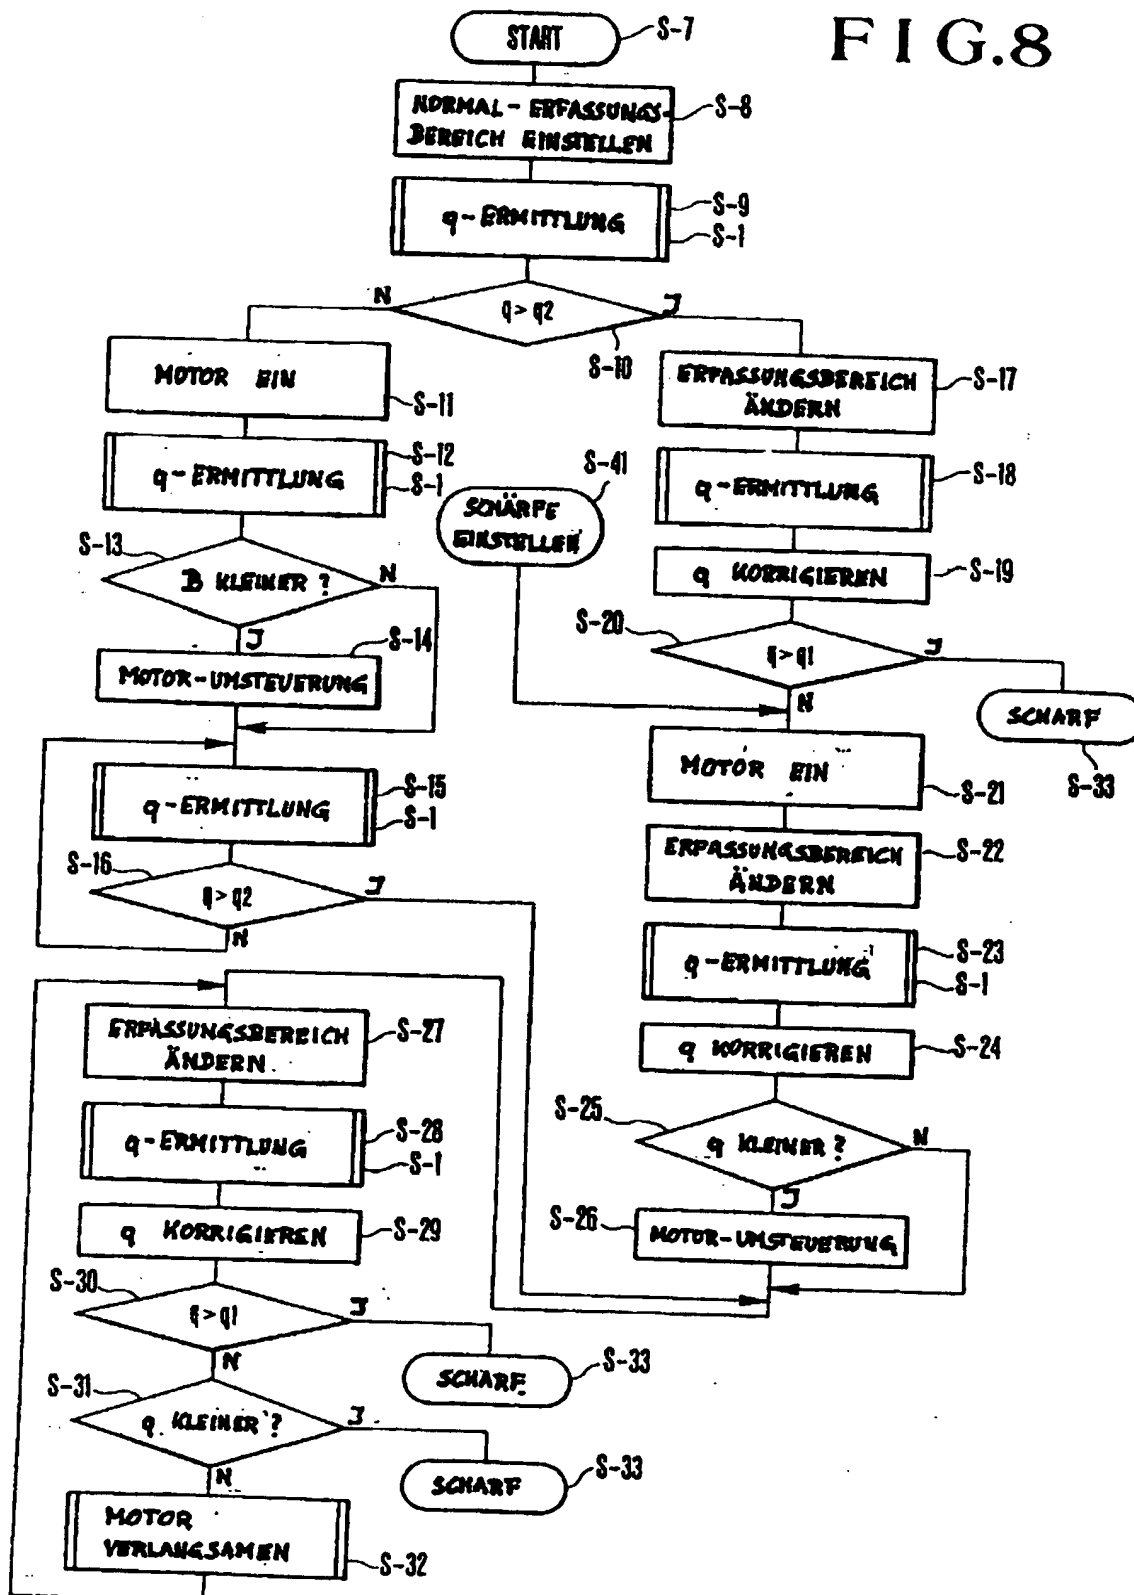 FIG.8
START
S-7
NORMAL-ERFASSUNGS-
BEREICH EINSTELLEN
S-8
q-ERMITTLUNG
S-9
S-1
q > q2
N
J
S-10
MOTOR EIN
S-11
q-ERMITTLUNG
S-12
S-1
S-13
B KLEINER ?
N
J
S-14
MOTOR-UMSTEUERUNG
q-ERMITTLUNG
S-15
S-1
S-16
q > q2
J
N
ERFASSUNGSBEREICH
ÄNDERN
S-17
q-ERMITTLUNG
S-18
q KORRIGIEREN
S-19
S-20
q > q1
J
N
SCHARF
S-33
S-41
SCHÄRFE
EINSTELLEN
MOTOR EIN
S-21
ERFASSUNGSBEREICH
ÄNDERN
S-22
q-ERMITTLUNG
S-23
S-1
q KORRIGIEREN
S-24
S-25
q KLEINER ?
N
J
S-26
MOTOR-UMSTEUERUNG
ERFASSUNGSBEREICH
ÄNDERN
S-27
q-ERMITTLUNG
S-28
S-1
q KORRIGIEREN
S-29
S-30
q > q1
J
N
SCHARF
S-33
S-31
q KLEINER ?
J
N
SCHARF
S-33
MOTOR
VERLANGSAMEN
S-32